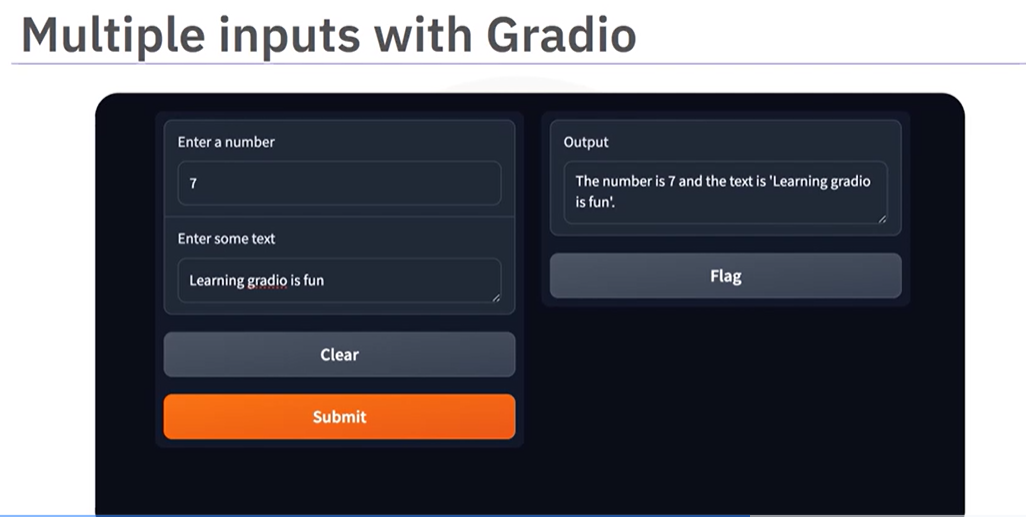 Multiple inputs with Gradio
Enter a number
7
Enter some text
Learning gradio is fun
Clear
Submit
Output
The number is 7 and the text is 'Learning gradio
is fun'.
Flag